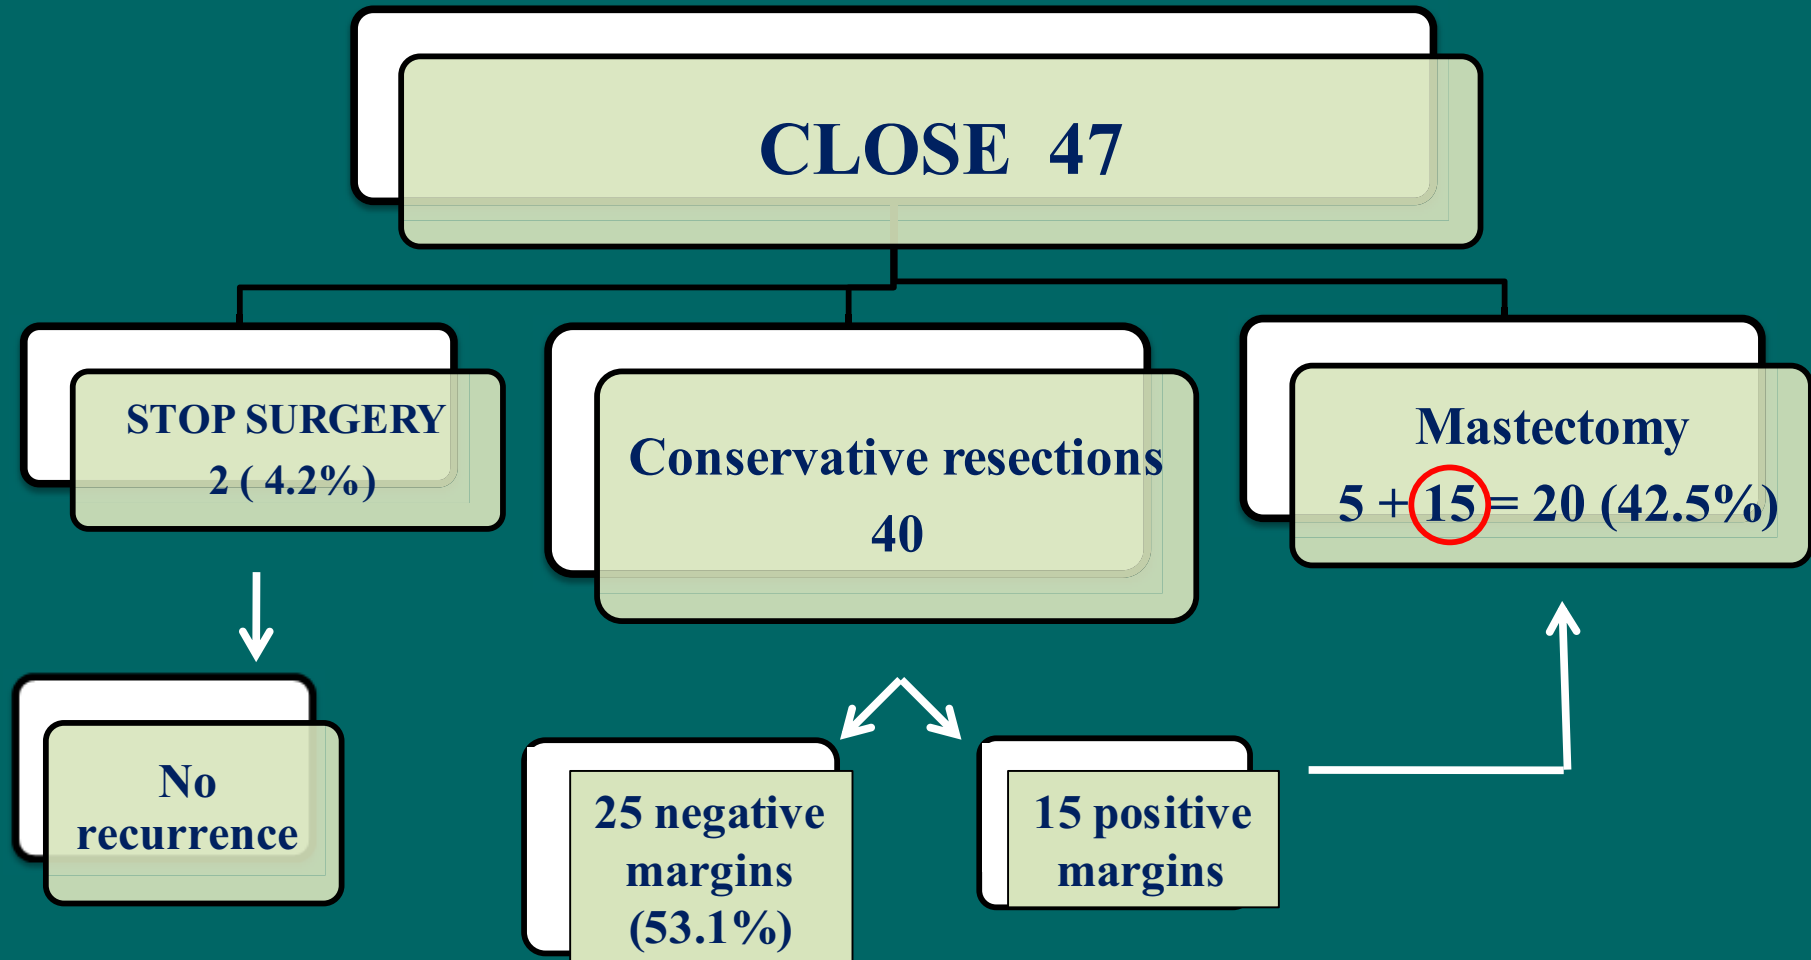 CLOSE 47
STOP SURGERY
2 ( 4.2%)
Conservative resections
40
Mastectomy
5 + 15 = 20 (42.5%)
No
recurrence
25 negative
margins
(53.1%)
15 positive
margins